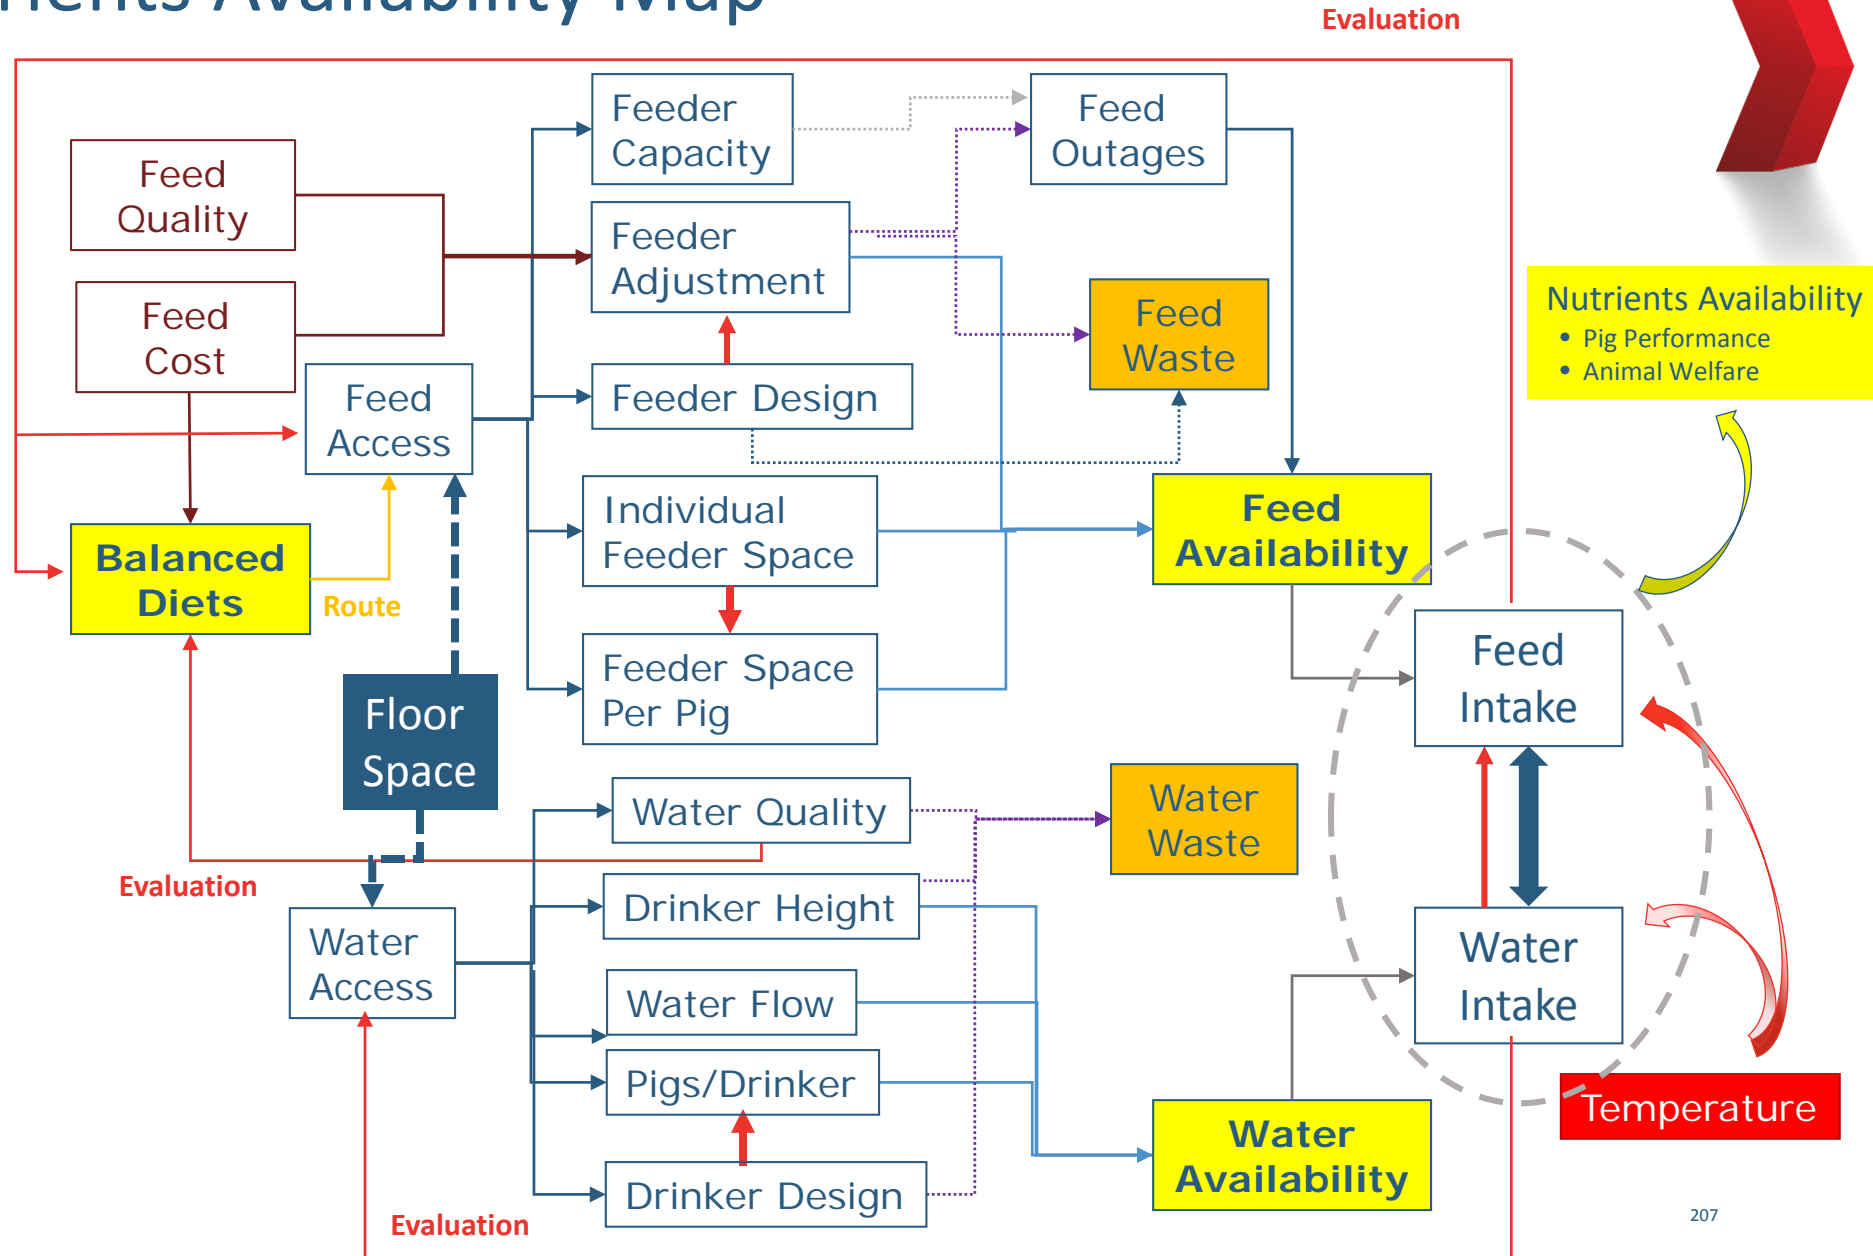 Availability Map
Evaluation
Feeder
Capacity
Feed
Outages
Feed
Quality
Feeder
Adjustment
Feed
Cost
Feed
Waste
Nutrients Availability
• Pig Performance
• Animal Welfare
Feed
Access
Feeder Design
Individual
Feeder Space
Feed
Availability
Balanced
Diets
Route
Feeder Space
Per Pig
Feed
Intake
Floor
Space
Water Quality
Water
Waste
Evaluation
Drinker Height
Water
Access
Water Flow
Water
Intake
Pigs/Drinker
Temperature
Water
Availability
Drinker Design
Evaluation
207